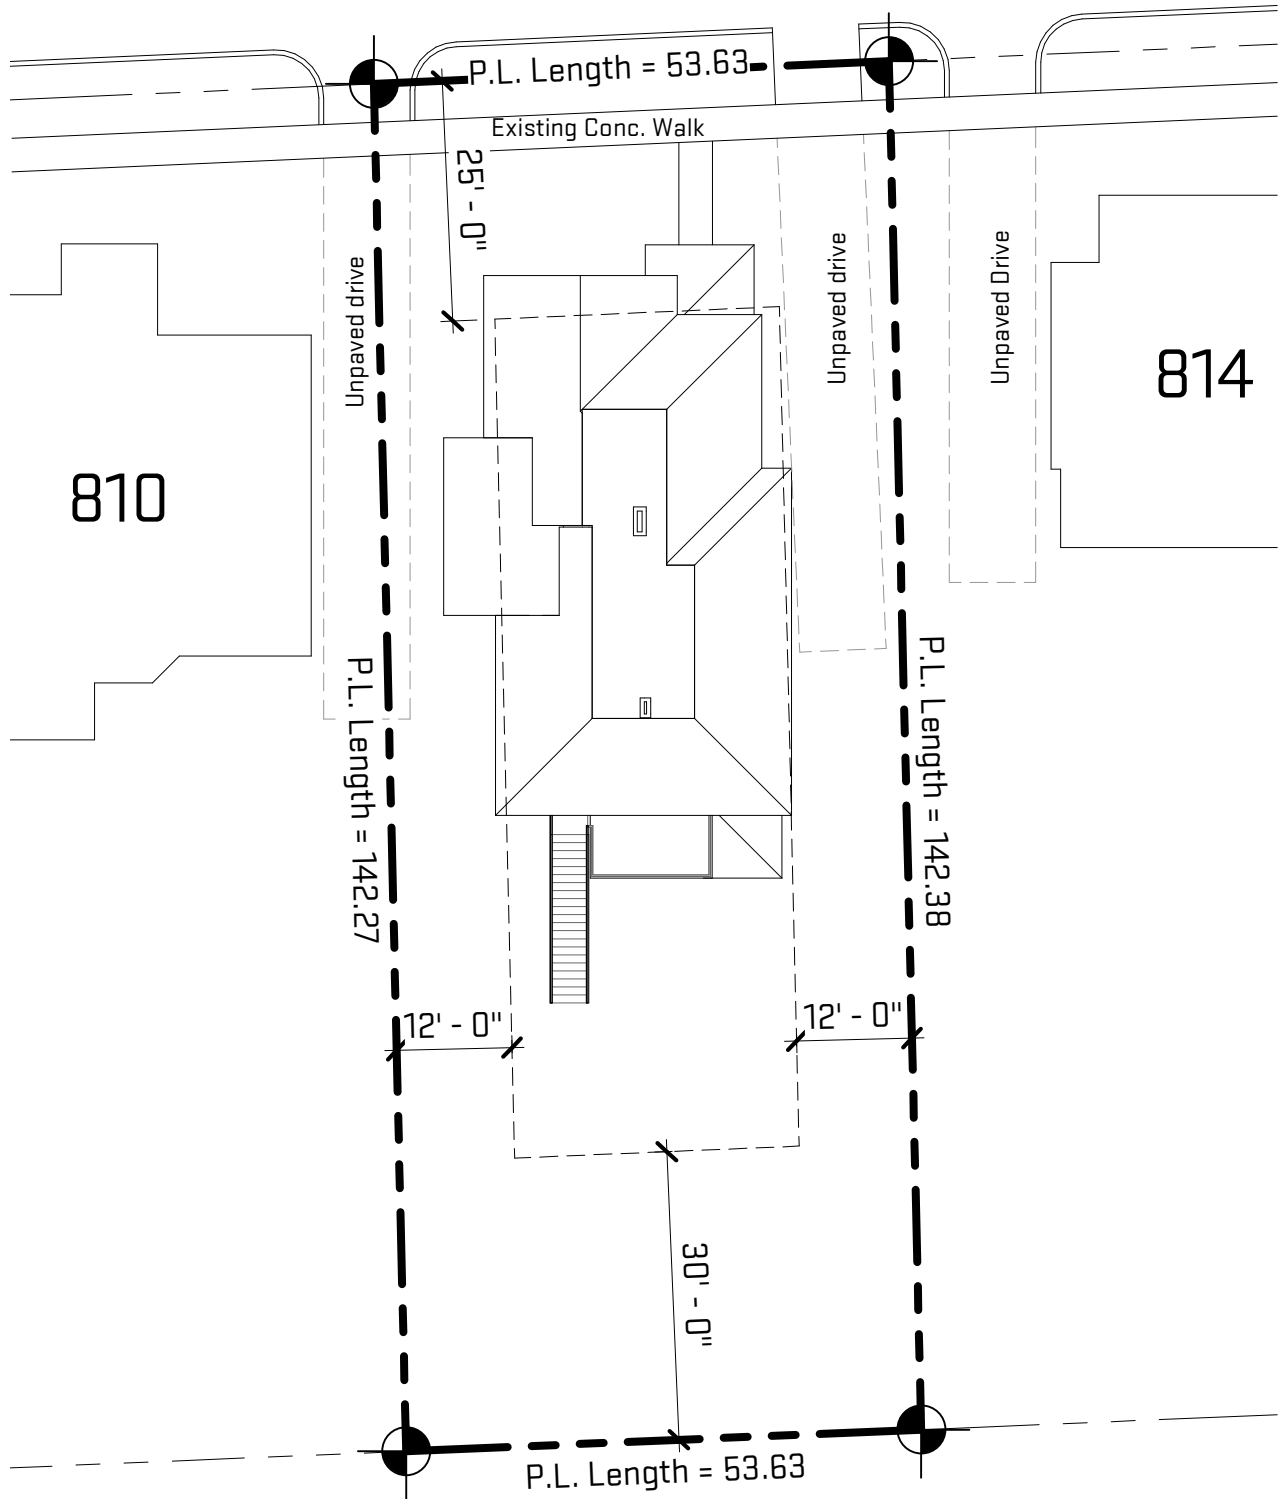 P.L. Length = 53.63
Existing Conc. Walk
25' - 0"
Unpaved drive
Unpaved drive
Unpaved Drive
814
810
P.L. Length = 142.27
P.L. Length = 142.38
12' - 0"
12' - 0"
30' - 0"
P.L. Length = 53.63